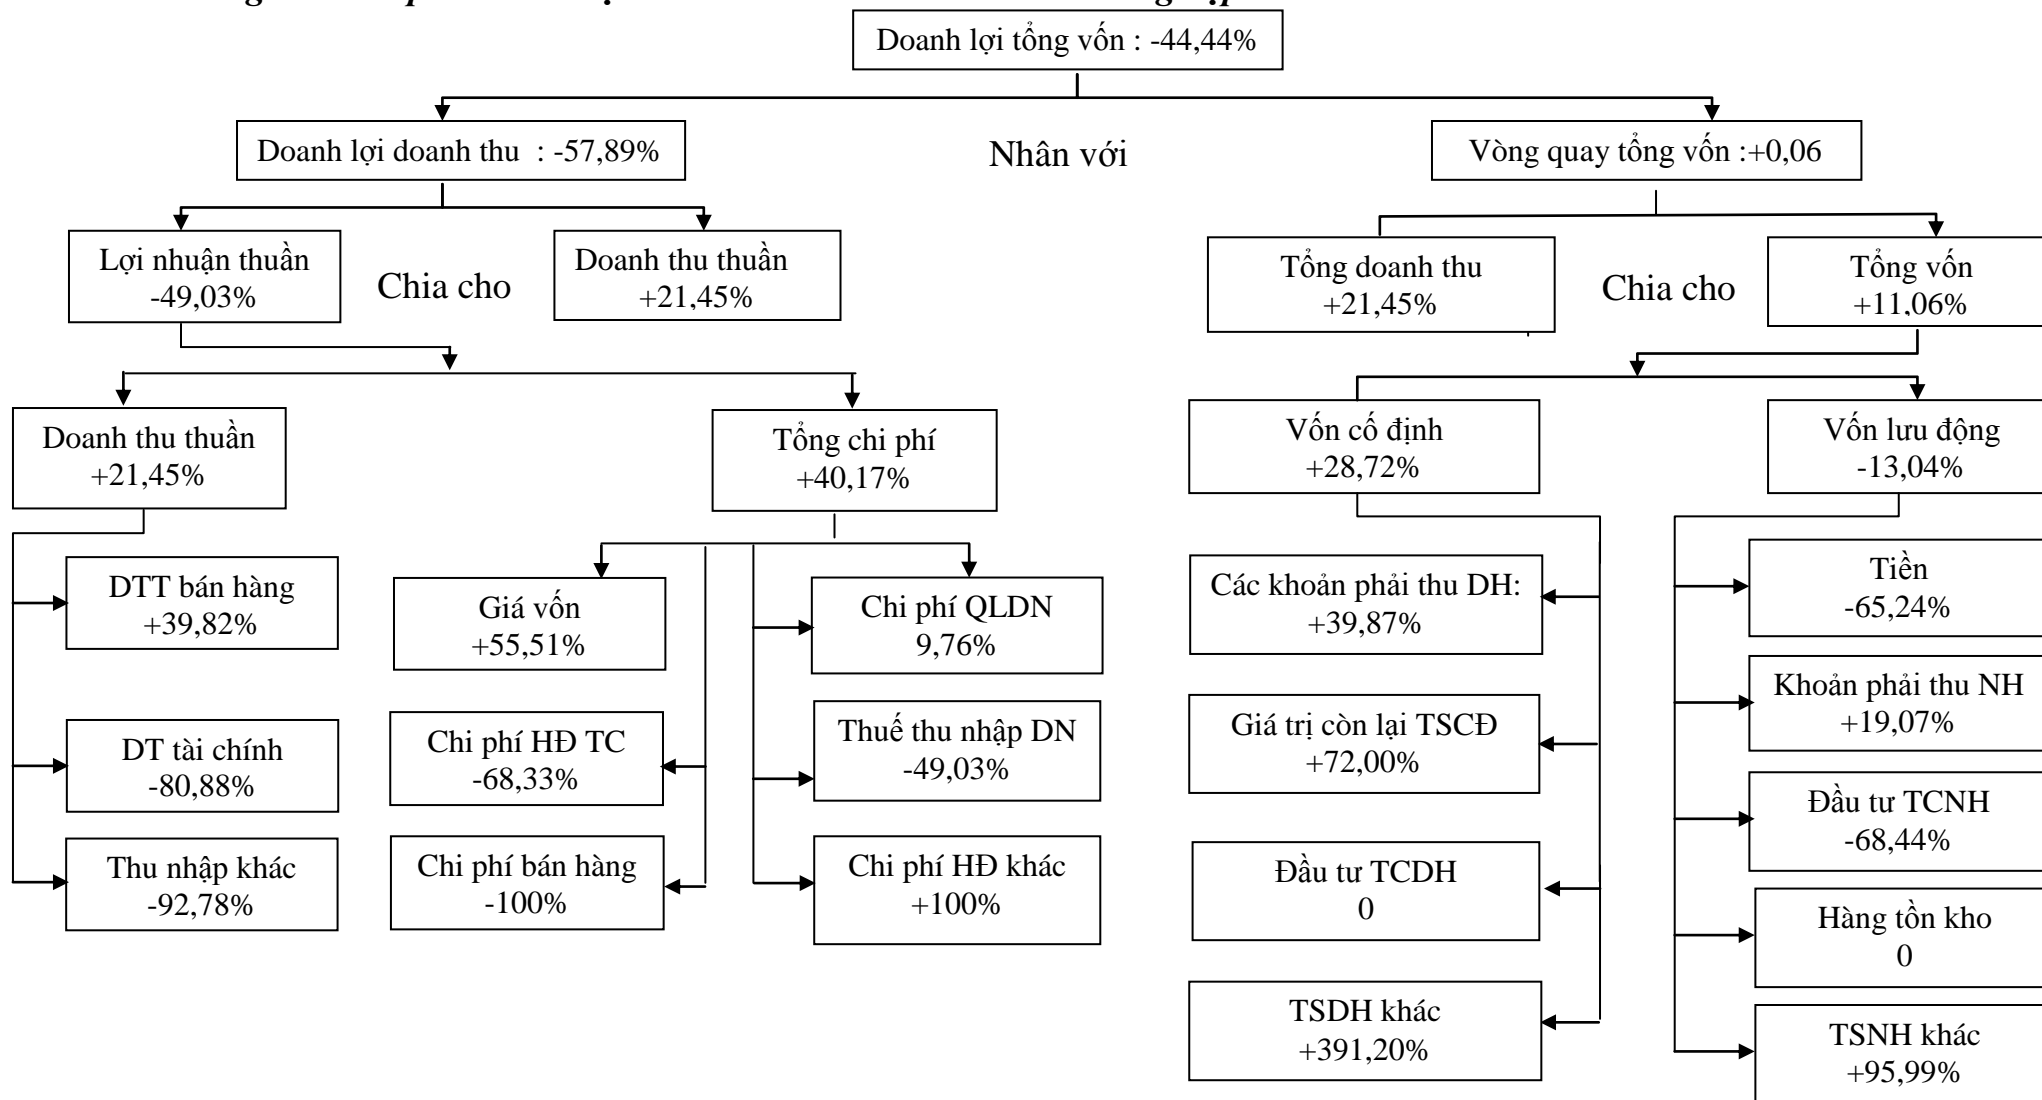 Doanh lợi tổng vốn : -44,44%
Doanh lợi doanh thu : -57,89%
Nhân với
Vòng quay tổng vốn :+0,06
Lợi nhuận thuần
-49,03%
Chia cho
Doanh thu thuần
+21,45%
Tổng doanh thu
+21,45%
Chia cho
Tổng vốn
+11,06%
Doanh thu thuần
+21,45%
Tổng chi phí
+40,17%
Vốn cố định
+28,72%
Vốn lưu động
-13,04%
DTT bán hàng
+39,82%
DT tài chính
-80,88%
Thu nhập khác
-92,78%
Giá vốn
+55,51%
Chi phí HĐ TC
-68,33%
Chi phí bán hàng
-100%
Chi phí QLDN
9,76%
Thuế thu nhập DN
-49,03%
Chi phí HĐ khác
+100%
Các khoản phải thu DH:
+39,87%
Giá trị còn lại TSCĐ
+72,00%
Đầu tư TCDH
0
TSDH khác
+391,20%
Tiền
-65,24%
Khoản phải thu NH
+19,07%
Đầu tư TCNH
-68,44%
Hàng tồn kho
0
TSNH khác
+95,99%